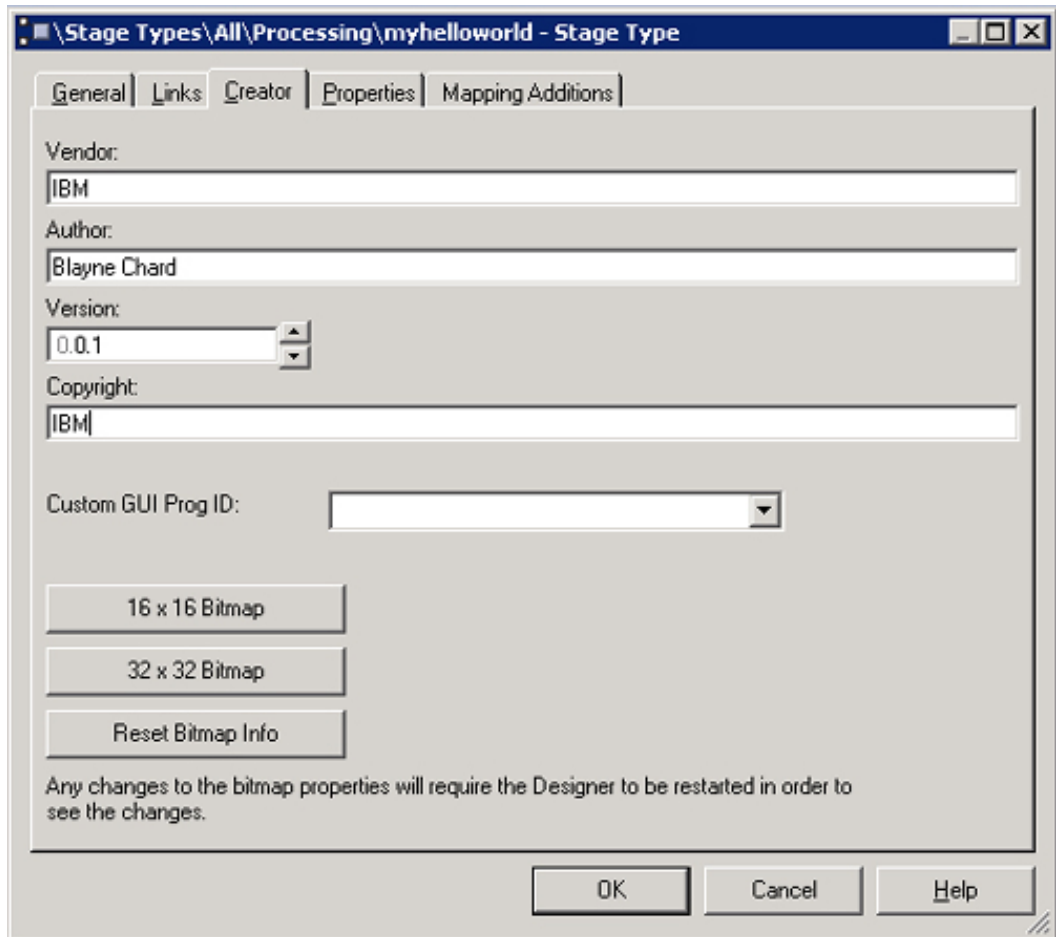 \Stage Types\All\Processing\myhelloworld - Stage Type
General Links Creator Properties Mapping Additions
Vendor:
IBM
Author:
Blayne Chard
Version:
0.0.1
Copyright:
IBM
Custom GUI Prog ID:
16 x 16 Bitmap
32 x 32 Bitmap
Reset Bitmap Info
Any changes to the bitmap properties will require the Designer to be restarted in order to
see the changes.
OK Cancel Help